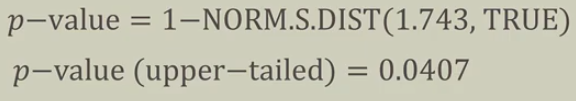 p−value = 1−NORM.S.DIST(1.743, TRUE)
p−value (upper−tailed) = 0.0407